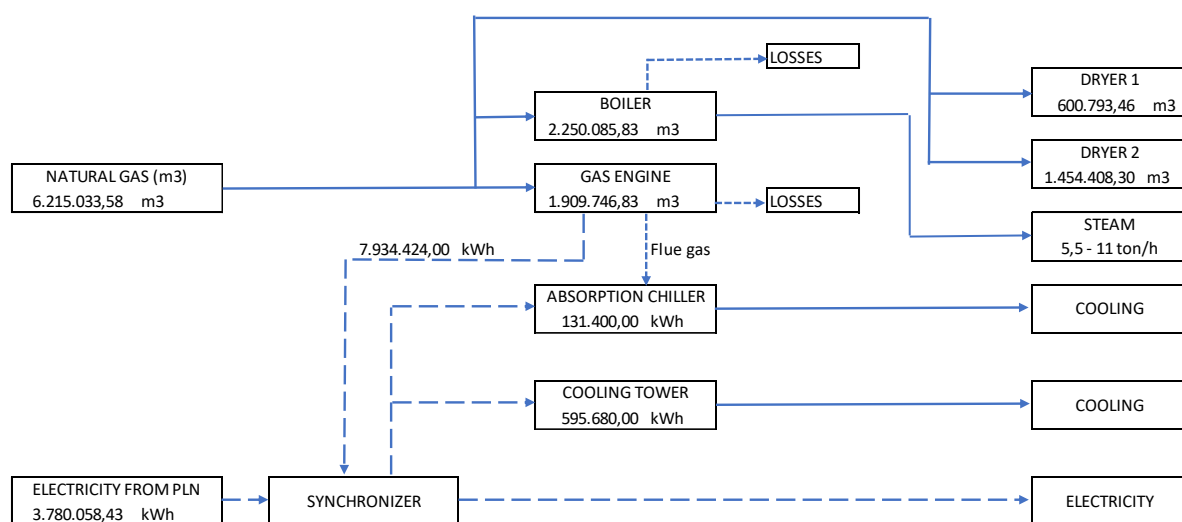 LOSSES
DRYER 1
600.793,46 m3
BOILER
2.250.085,83 m3
DRYER 2
1.454.408,30 m3
NATURAL GAS (m3)
6.215.033,58 m3
GAS ENGINE
1.909.746,83 m3
LOSSES
STEAM
5,5 - 11 ton/h
7.934.424,00 kWh
Flue gas
ABSORPTION CHILLER
131.400,00 kWh
COOLING
COOLING TOWER
595.680,00 kWh
COOLING
ELECTRICITY FROM PLN
3.780.058,43 kWh
SYNCHRONIZER
ELECTRICITY